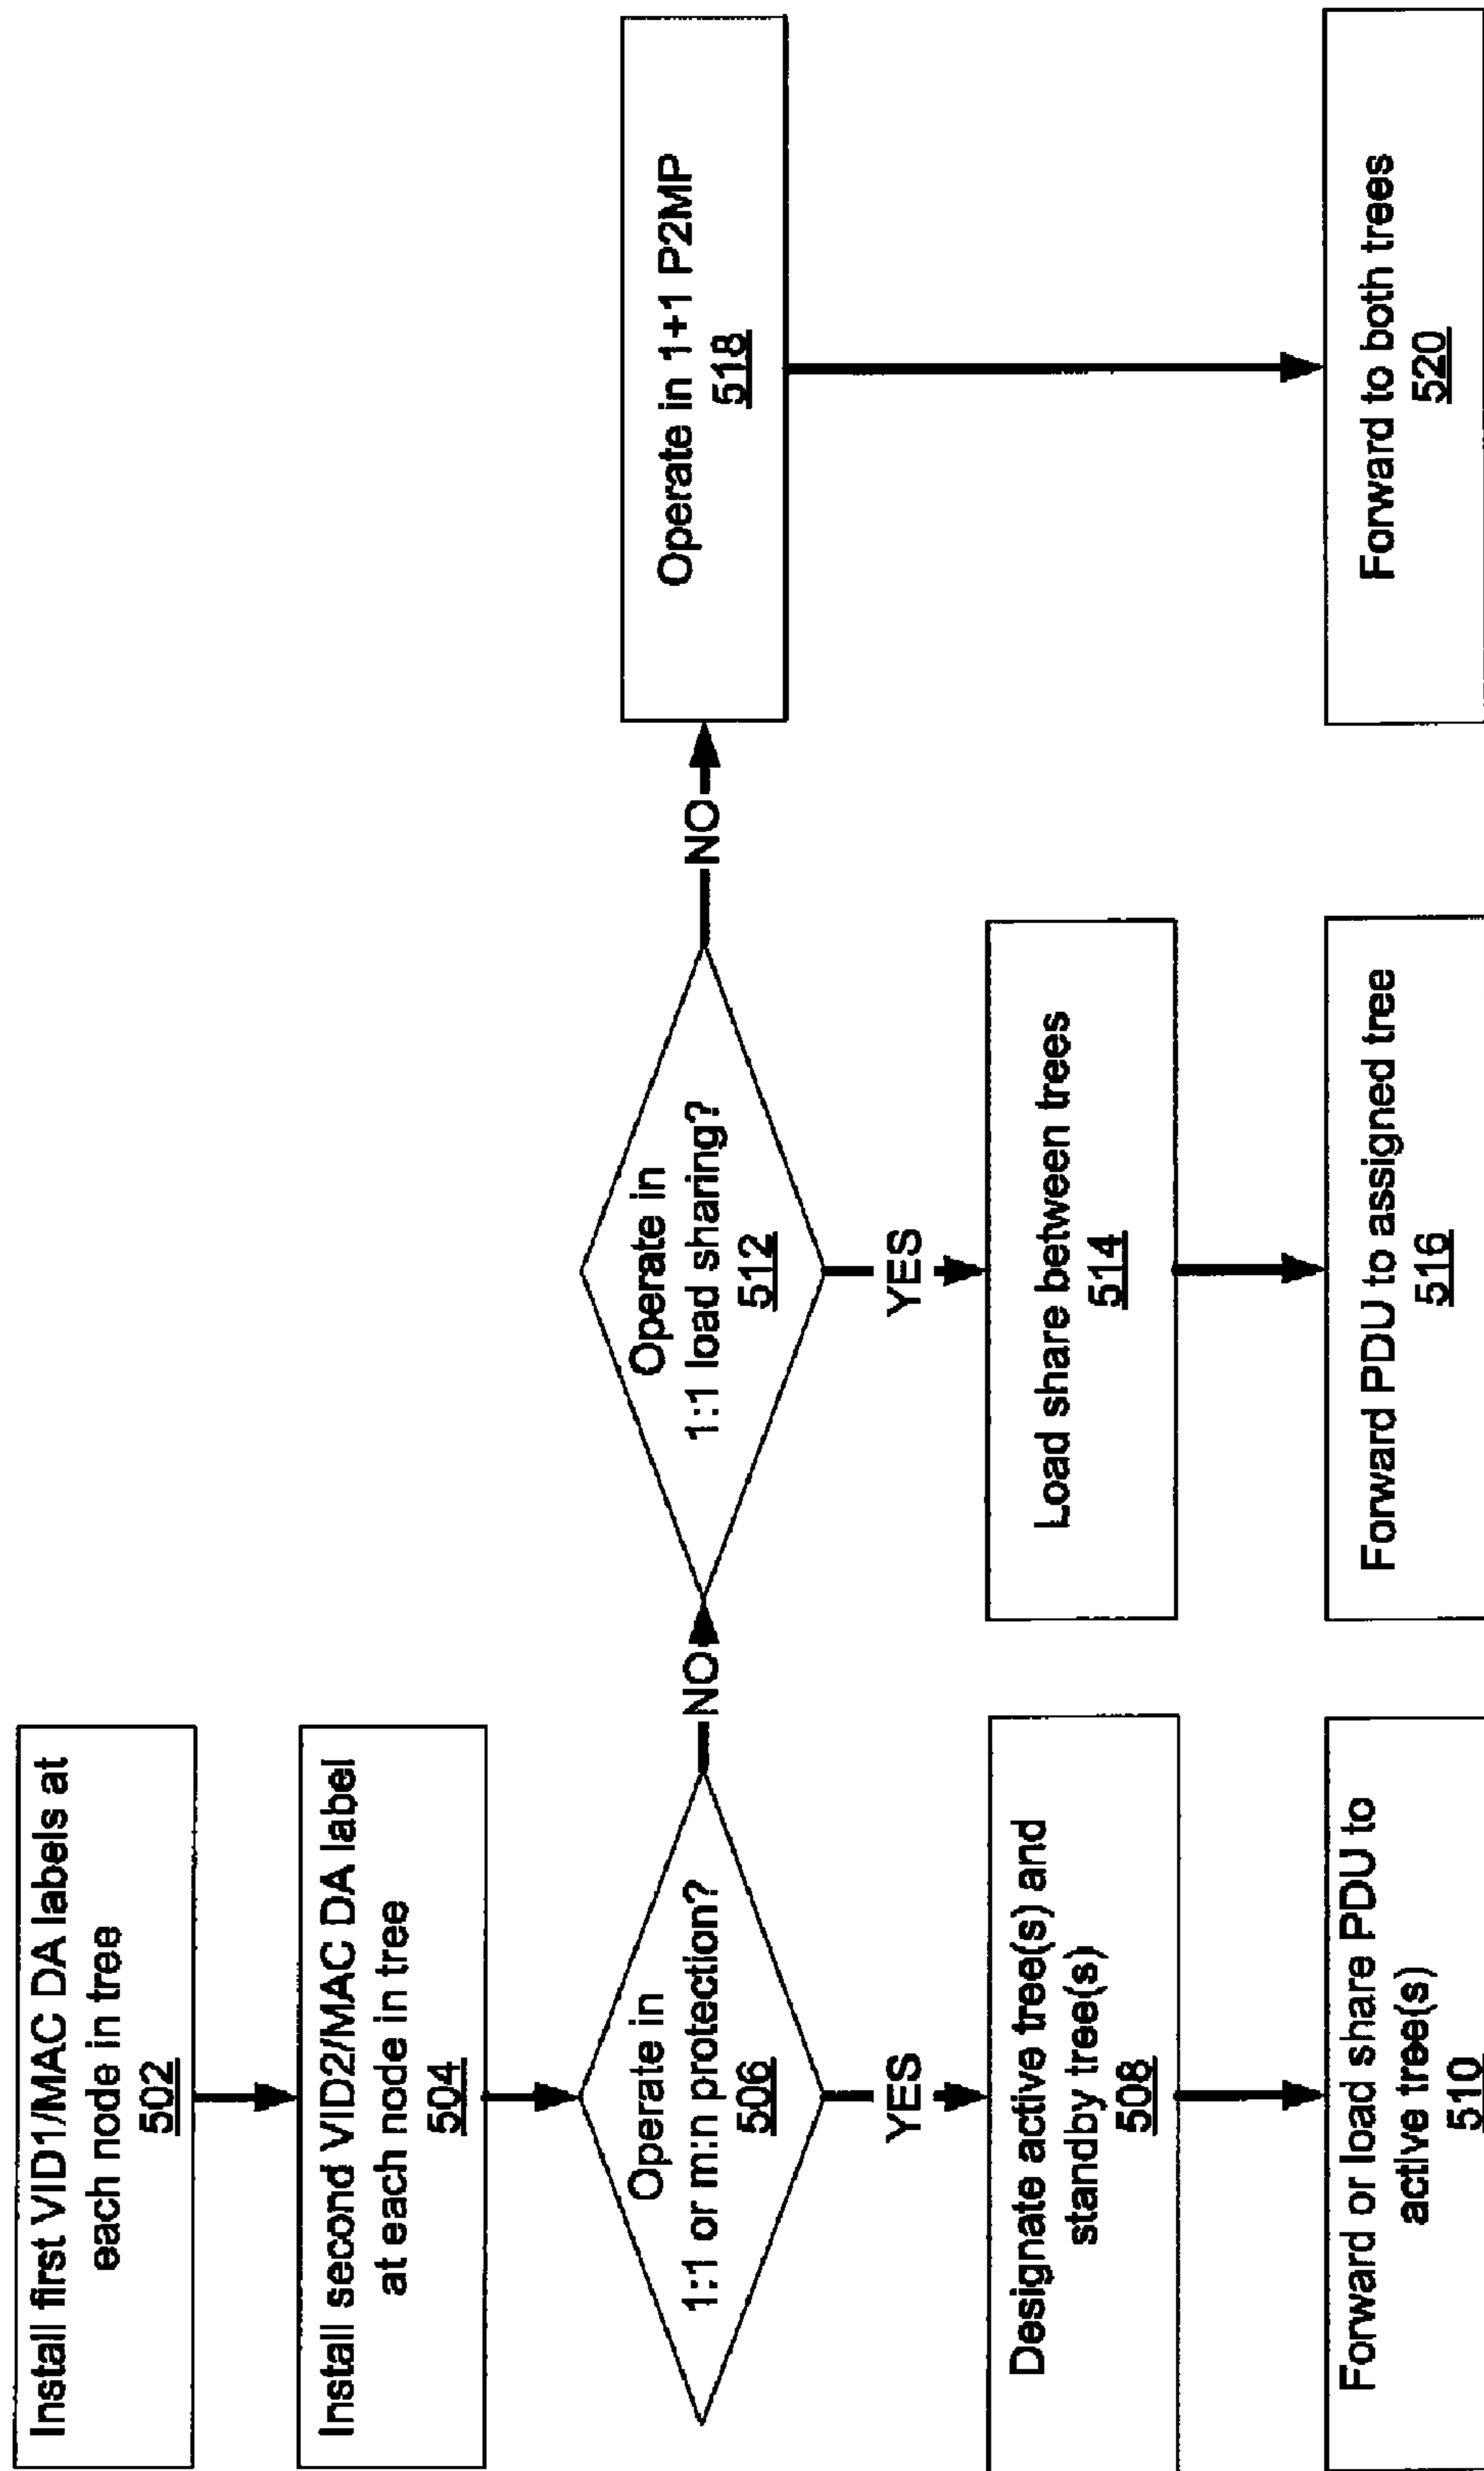 Install first VID1/MAC DA labels at
each node in tree
502
Install second VID2/MAC DA label
at each node in tree
504
Operate in
1:1 or m:n protection?
506
NO
YES
Designate active tree(s) and
standby tree(s)
508
Forward or load share PDU to
active tree(s)
510
Operate in
1:1 load sharing?
512
NO
YES
Load share between trees
514
Forward PDU to assigned tree
516
Operate in 1+1 P2MP
518
Forward to both trees
520